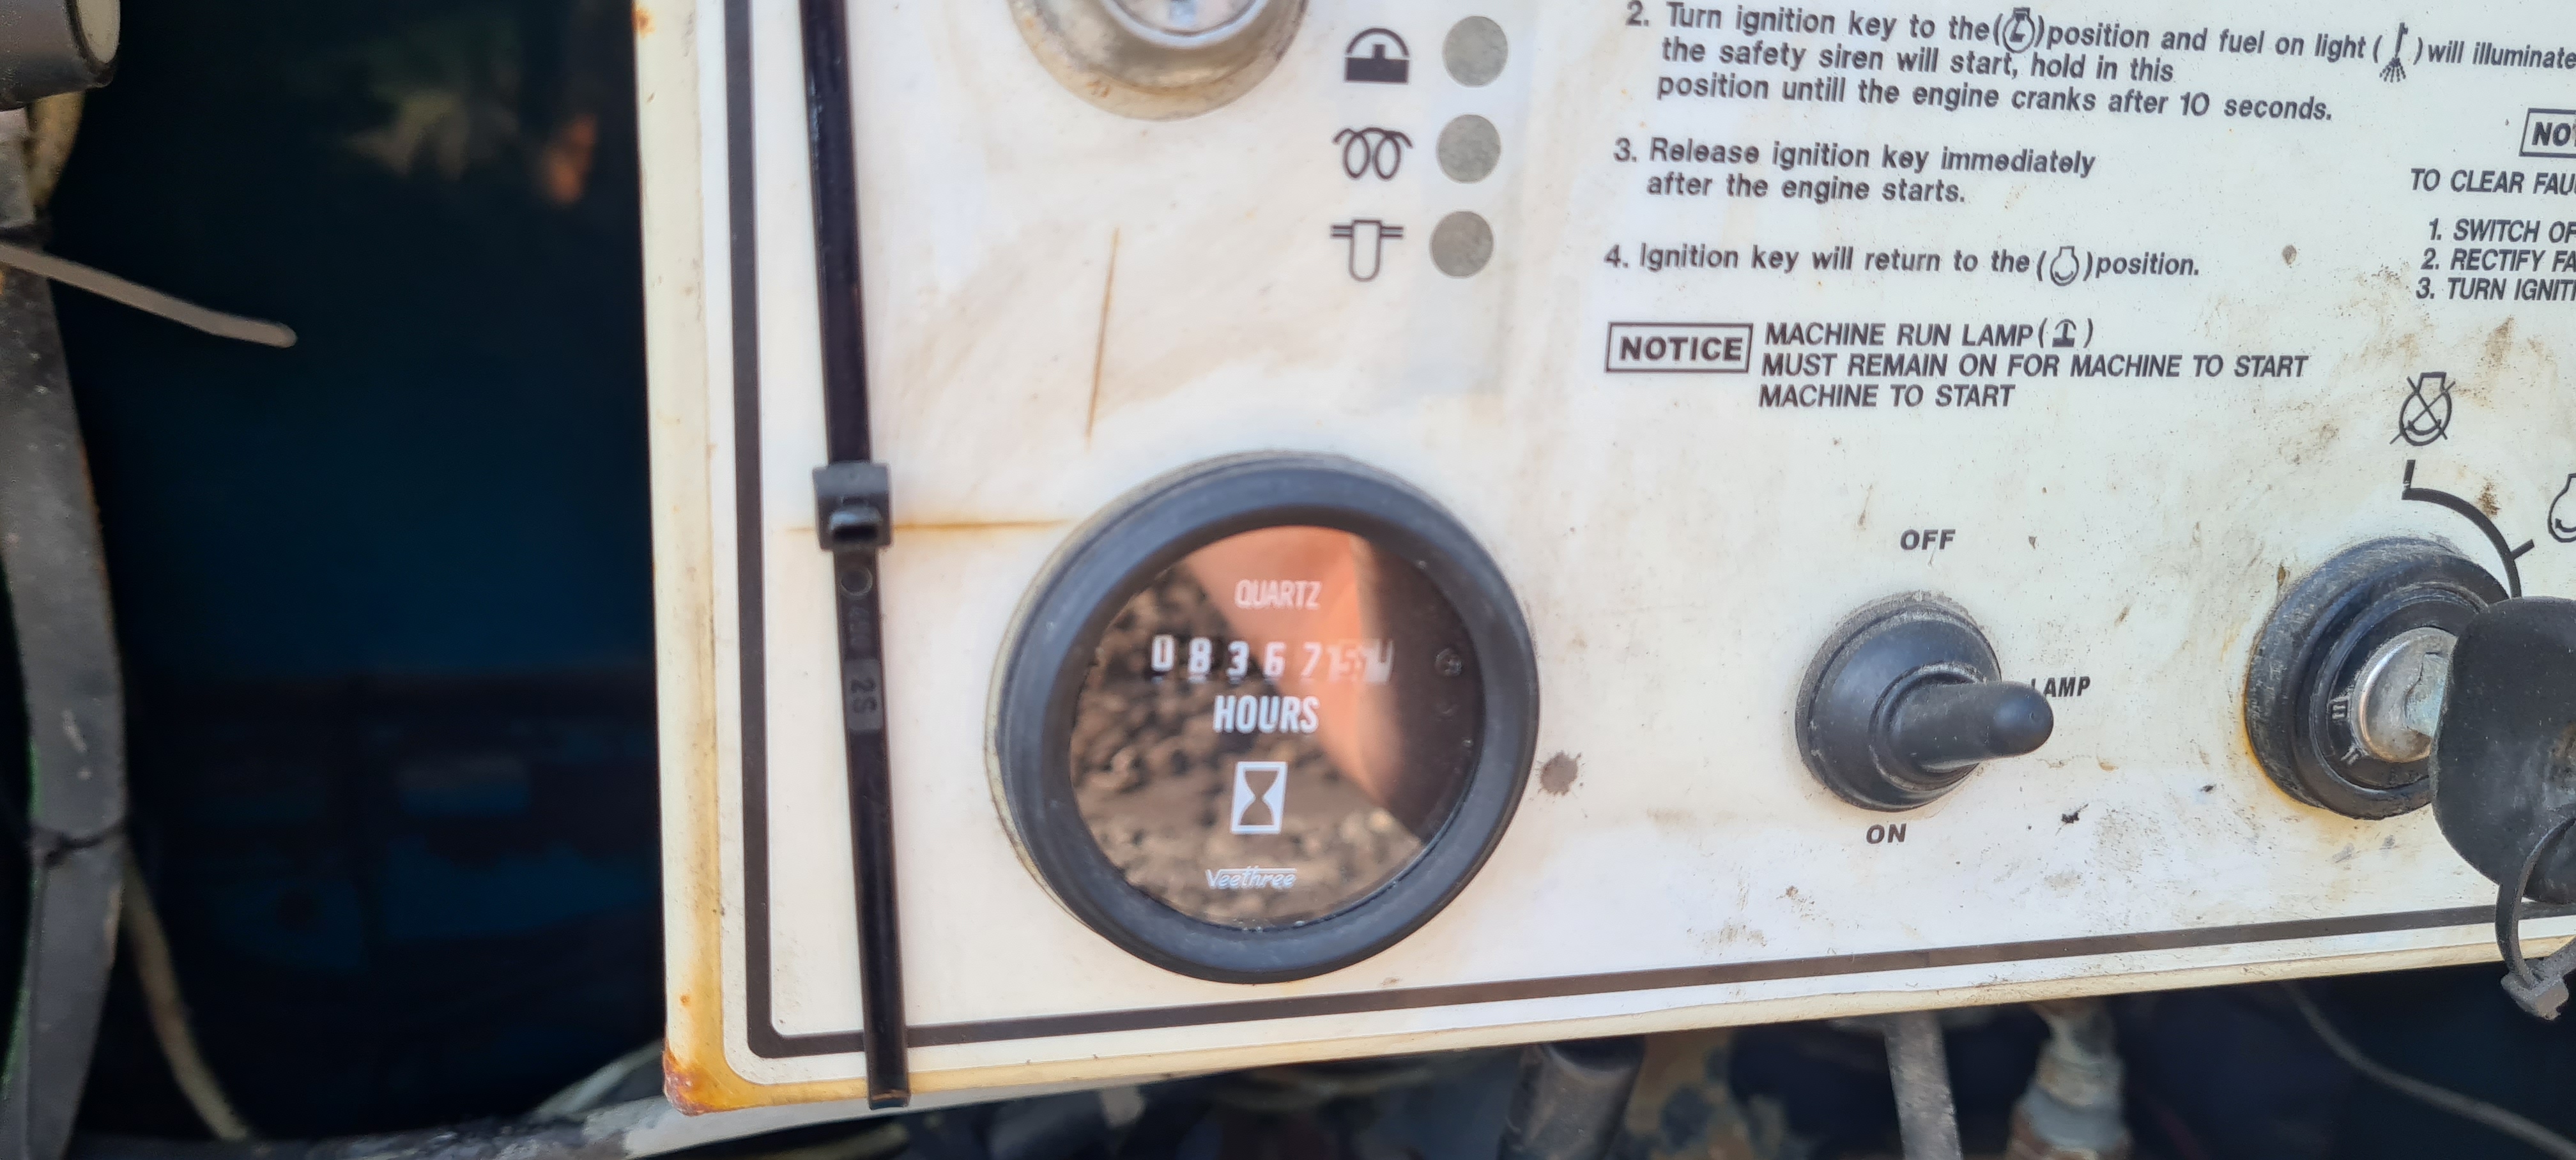 2. Turn ignition key to the ( ) position and fuel on light ( ) will illuminate
the safety siren will start, hold in this
position untill the engine cranks after 10 seconds.
3. Release ignition key immediately
after the engine starts.
4. Ignition key will return to the ( ) position.
NOTICE MACHINE RUN LAMP ( )
MUST REMAIN ON FOR MACHINE TO START
MACHINE TO START
NO
TO CLEAR FAU
1. SWITCH OF
2. RECTIFY FA
3. TURN IGNITI
OFF
LAMP
ON
QUARTZ
08367
HOURS
Veethree